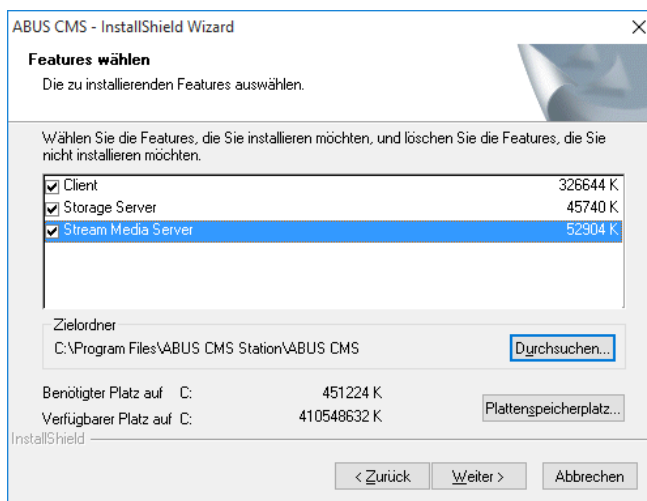 ABUS CMS - InstallShield Wizard
Features wählen
Die zu installierenden Features auswählen.
Wählen Sie die Features, die Sie installieren möchten, und löschen Sie die Features, die Sie
nicht installieren möchten.
Client 326644 K
Storage Server 45740 K
Stream Media Server 52904 K
Zielordner
C:\Program Files\ABUS CMS Station\ABUS CMS
Durchsuchen...
Benötigter Platz auf C: 451224 K
Verfügbarer Platz auf C: 410548632 K
Plattenspeicherplatz...
InstallShield
< Zurück Weiter > Abbrechen